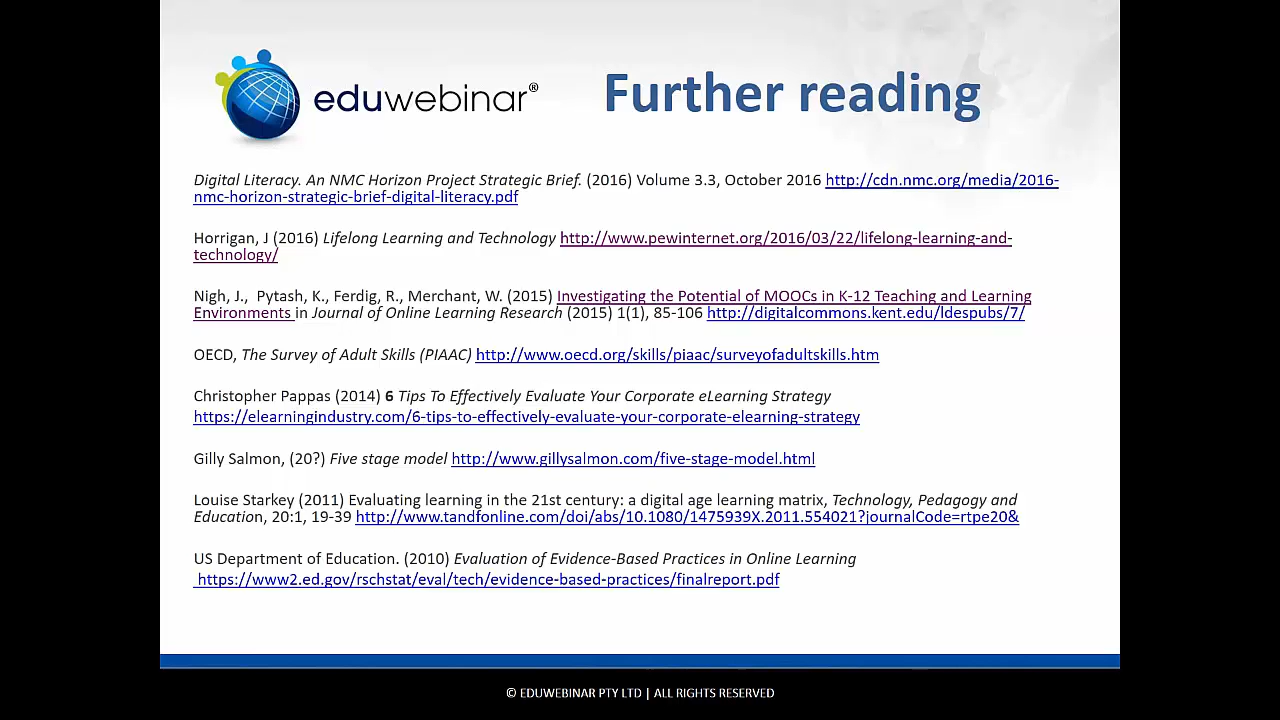 eduwebinar®
Further reading
Digital Literacy. An NMC Horizon Project Strategic Brief. (2016) Volume 3.3, October 2016 http://cdn.nmc.org/media/2016-
nmc-horizon-strategic-brief-digital-literacy.pdf
Horrigan, J (2016) Lifelong Learning and Technology http://www.pewinternet.org/2016/03/22/lifelong-learning-and-
technology/
Nigh, J., Pytash, K., Ferdig, R., Merchant, W. (2015) Investigating the Potential of MOOCs in K-12 Teaching and Learning
Environments in Journal of Online Learning Research (2015) 1(1), 85-106 http://digitalcommons.kent.edu/ldespubs/7/
OECD, The Survey of Adult Skills (PIAAC) http://www.oecd.org/skills/piaac/surveyofadultskills.htm
Christopher Pappas (2014) 6 Tips To Effectively Evaluate Your Corporate eLearning Strategy
https://elearningindustry.com/6-tips-to-effectively-evaluate-your-corporate-elearning-strategy
Gilly Salmon, (20?) Five stage model http://www.gillysalmon.com/five-stage-model.html
Louise Starkey (2011) Evaluating learning in the 21st century: a digital age learning matrix, Technology, Pedagogy and
Education, 20:1, 19-39 http://www.tandfonline.com/doi/abs/10.1080/1475939X.2011.554021?journalCode=rtpe20&
US Department of Education. (2010) Evaluation of Evidence-Based Practices in Online Learning
https://www2.ed.gov/rschstat/eval/tech/evidence-based-practices/finalreport.pdf
© EDUWEBINAR PTY LTD | ALL RIGHTS RESERVED